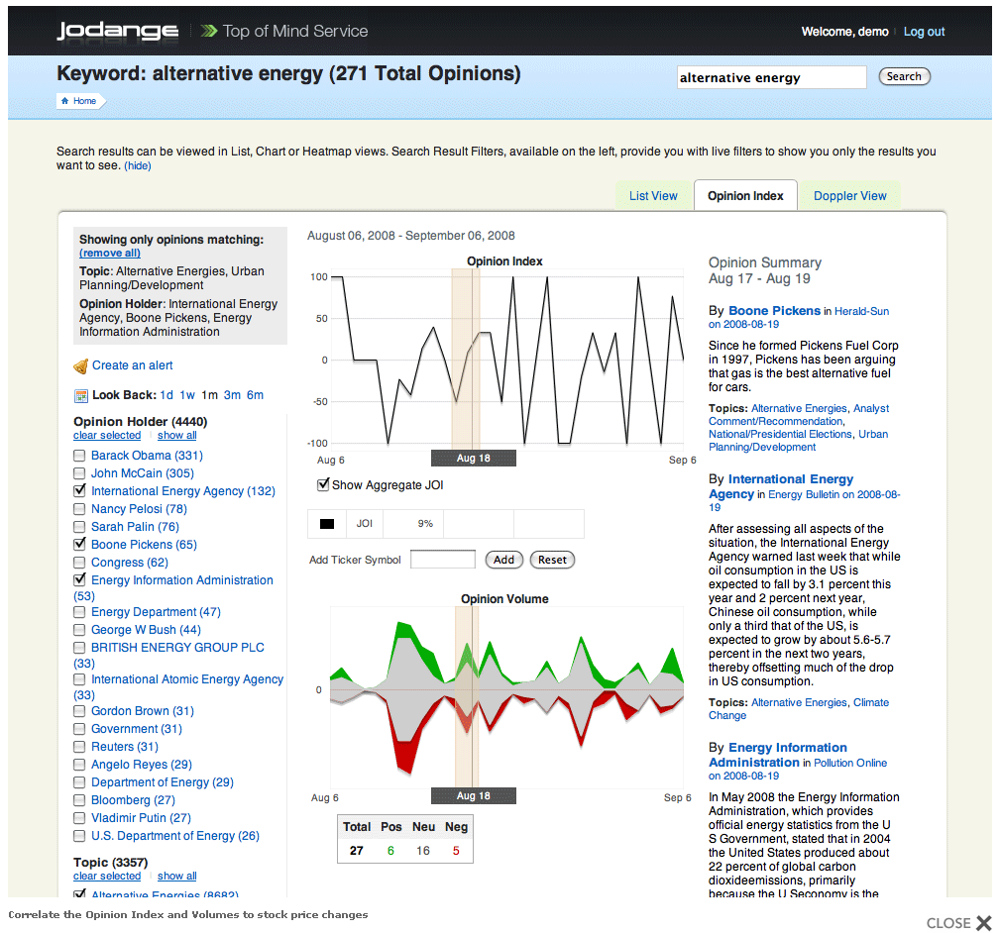 jodange Top of Mind Service
Welcome, demo | Log out
Keyword: alternative energy (271 Total Opinions)
alternative energy
Search
Home
Search results can be viewed in List, Chart or Heatmap views. Search Result Filters, available on the left, provide you with live filters to show you only the results you
want to see. (hide)
List View
Opinion Index
Doppler View
Showing only opinions matching:
(remove all)
Topic: Alternative Energies, Urban
Planning/Development
Opinion Holder: International Energy
Agency, Boone Pickens, Energy
Information Administration
Create an alert
Look Back: 1d 1w 1m 3m 6m
Opinion Holder (4440)
clear selected | show all
Barack Obama (331)
John McCain (305)
International Energy Agency (132)
Nancy Pelosi (78)
Sarah Palin (76)
Boone Pickens (65)
Congress (62)
Energy Information Administration
(53)
Energy Department (47)
George W Bush (44)
BRITISH ENERGY GROUP PLC
(33)
International Atomic Energy Agency
(33)
Gordon Brown (31)
Government (31)
Reuters (31)
Angelo Reyes (29)
Department of Energy (29)
Bloomberg (27)
Vladimir Putin (27)
U.S. Department of Energy (26)
Topic (3357)
clear selected | show all
Alternative Energies (8682)
August 06, 2008 - September 06, 2008
Opinion Index
100
50
0
-50
-100
Aug 6
Aug 18
Sep 6
Show Aggregate JOI
JOI 9%
Add Ticker Symbol
Add
Reset
Opinion Volume
0
Aug 6
Aug 18
Sep 6
Total Pos Neu Neg
27 6 16 5
Opinion Summary
Aug 17 - Aug 19
By Boone Pickens in Herald-Sun
on 2008-08-19
Since he formed Pickens Fuel Corp
in 1997, Pickens has been arguing
that gas is the best alternative fuel
for cars.
Topics: Alternative Energies, Analyst
Comment/Recommendation,
National/Presidential Elections, Urban
Planning/Development
By International Energy
Agency in Energy Bulletin on 2008-08-
19
After assessing all aspects of the
situation, the International Energy
Agency warned last week that while
oil consumption in the US is
expected to fall by 3.1 percent this
year and 2 percent next year,
Chinese oil consumption, while
only a third that of the US, is
expected to grow by about 5.6-5.7
percent in the next two years,
thereby offsetting much of the drop
in US consumption.
Topics: Alternative Energies, Climate
Change
By Energy Information
Administration in Pollution Online
on 2008-08-19
In May 2008 the Energy Information
Administration, which provides
official energy statistics from the U
S Government, stated that in 2004
the United States produced about
22 percent of global carbon
dioxideemissions, primarily
because the U Seconomy is the
Correlate the Opinion Index and Volumes to stock price changes
CLOSE X